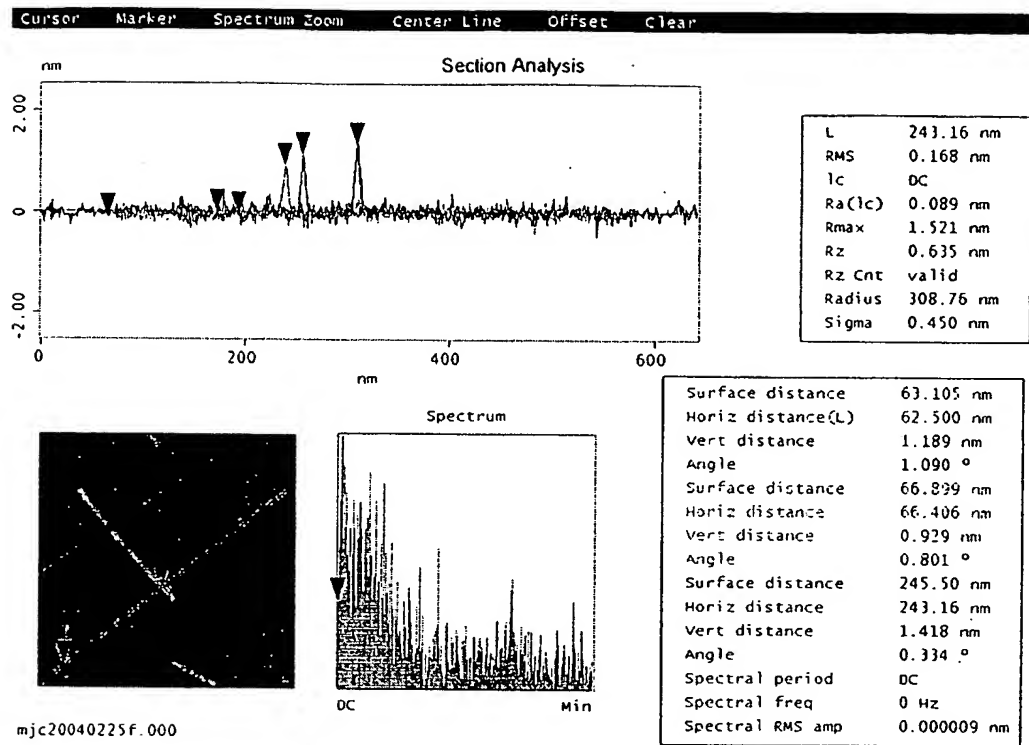 Cursor Marker Spectrum Zoom Center Line Offset Clear
nm
Section Analysis
2.00
0
-2.00
0 200 400 600
nm
L 243.16 nm
RMS 0.168 nm
lc DC
Ra(lc) 0.089 nm
Rmax 1.521 nm
Rz 0.635 nm
Rz Cnt valid
Radius 308.76 nm
Sigma 0.450 nm
Spectrum
DC Min
Surface distance 63.105 nm
Horiz distance(L) 62.500 nm
Vert distance 1.189 nm
Angle 1.090 °
Surface distance 66.899 nm
Horiz distance 66.406 nm
Vert distance 0.929 nm
Angle 0.801 °
Surface distance 245.50 nm
Horiz distance 243.16 nm
Vert distance 1.418 nm
Angle 0.334 °
Spectral period DC
Spectral freq 0 Hz
Spectral RMS amp 0.000009 nm
mjc20040225f.000